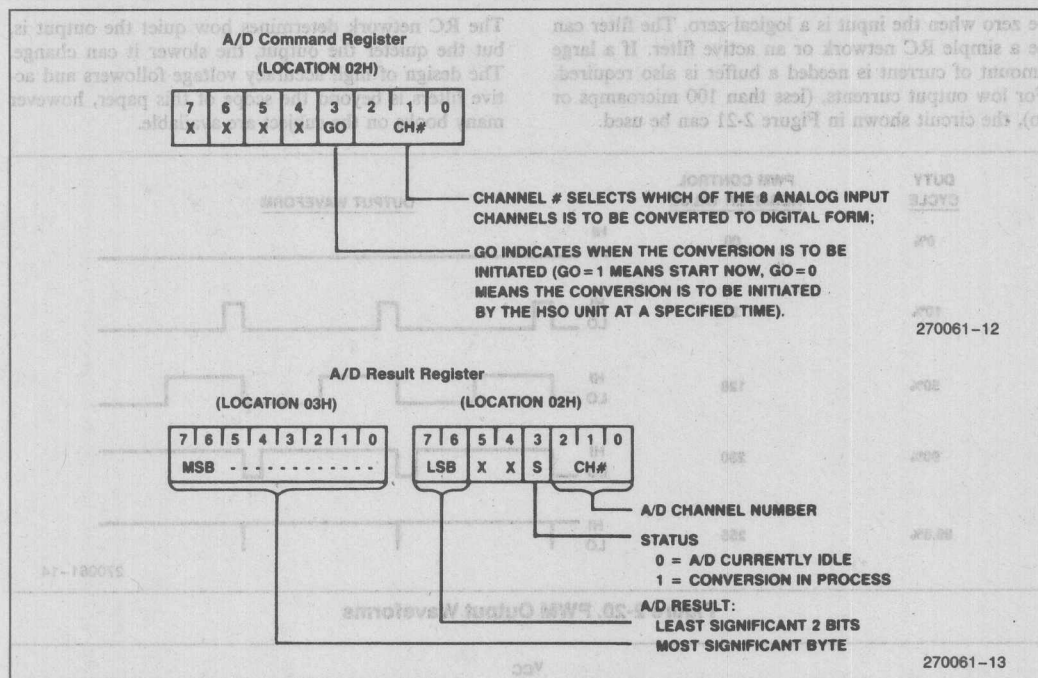 A/D Command Register
(LOCATION 02H)
7 6 5 4 3 2 1 0
X X X X GO CH#
CHANNEL # SELECTS WHICH OF THE 8 ANALOG INPUT
CHANNELS IS TO BE CONVERTED TO DIGITAL FORM;
GO INDICATES WHEN THE CONVERSION IS TO BE
INITIATED (GO = 1 MEANS START NOW, GO = 0
MEANS THE CONVERSION IS TO BE INITIATED
BY THE HSO UNIT AT A SPECIFIED TIME).
270061–12
A/D Result Register
(LOCATION 03H) (LOCATION 02H)
7 6 5 4 3 2 1 0 7 6 5 4 3 2 1 0
MSB - - - - - - - - - - - - LSB X X S CH#
A/D CHANNEL NUMBER
STATUS
0 = A/D CURRENTLY IDLE
1 = CONVERSION IN PROCESS
A/D RESULT:
LEAST SIGNIFICANT 2 BITS
MOST SIGNIFICANT BYTE
270061–13